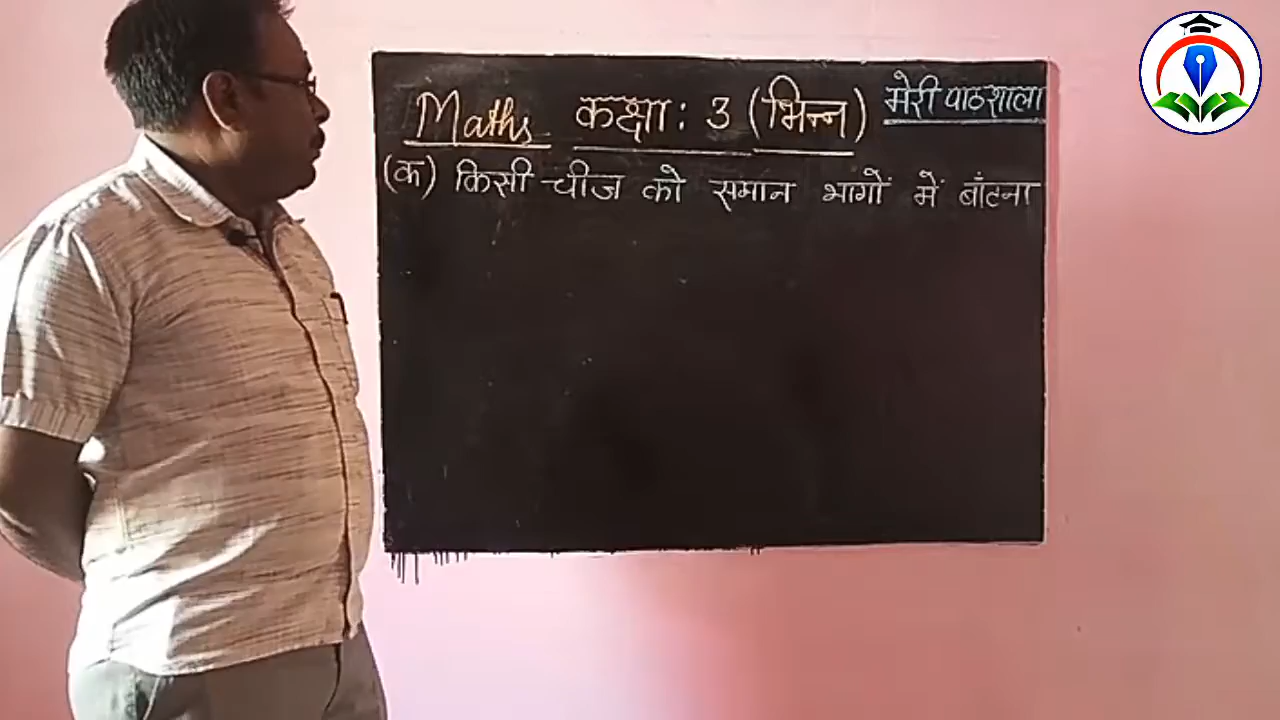 Maths कक्षा: 3 (भिन्न) मेरी पाठशाला
(क) किसी चीज को समान भागों में बांटना